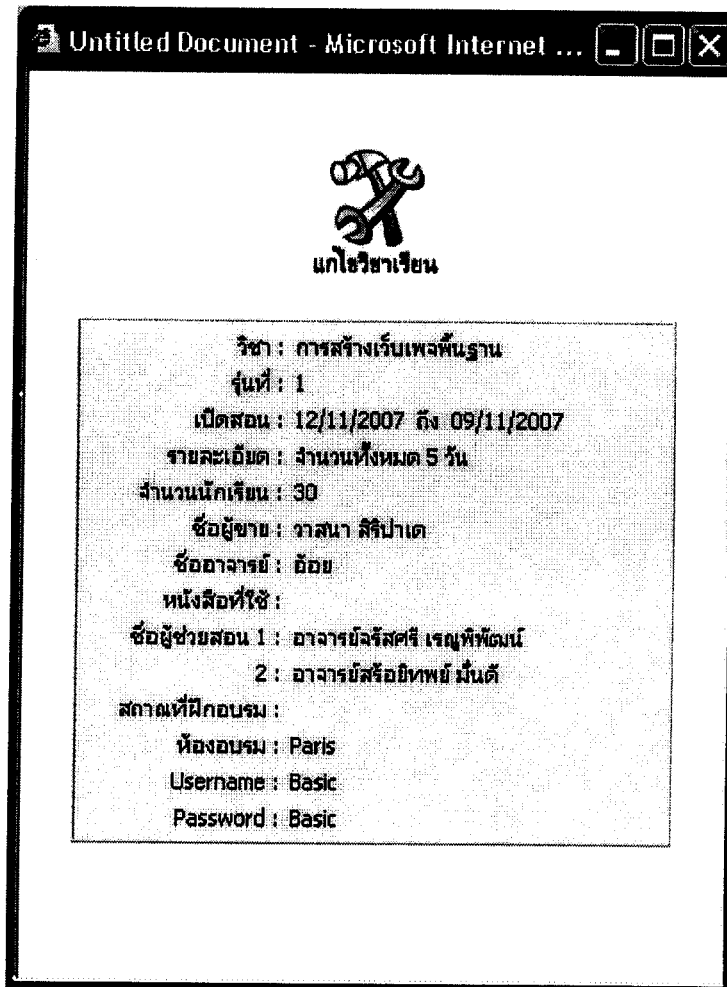 Untitled Document - Microsoft Internet ...
แก้ไขวิชาเรียน
วิชา : การสร้างเว็บเพจพื้นฐาน
รุ่นที่ : 1
เปิดสอน : 12/11/2007 ถึง 09/11/2007
รายละเอียด : จำนวนทั้งหมด 5 วัน
จำนวนนักเรียน : 30
ชื่อผู้ขาย : วาสนา สิริปาเด
ชื่ออาจารย์ : อ้อย
หนังสือที่ใช้ :
ชื่อผู้ช่วยสอน 1 : อาจารย์จรัสศรี เรณูพิพัฒน์
2 : อาจารย์สร้อยทิพย์ มั่นดี
สถาณที่ฝึกอบรม :
ห้องอบรม : Paris
Username : Basic
Password : Basic